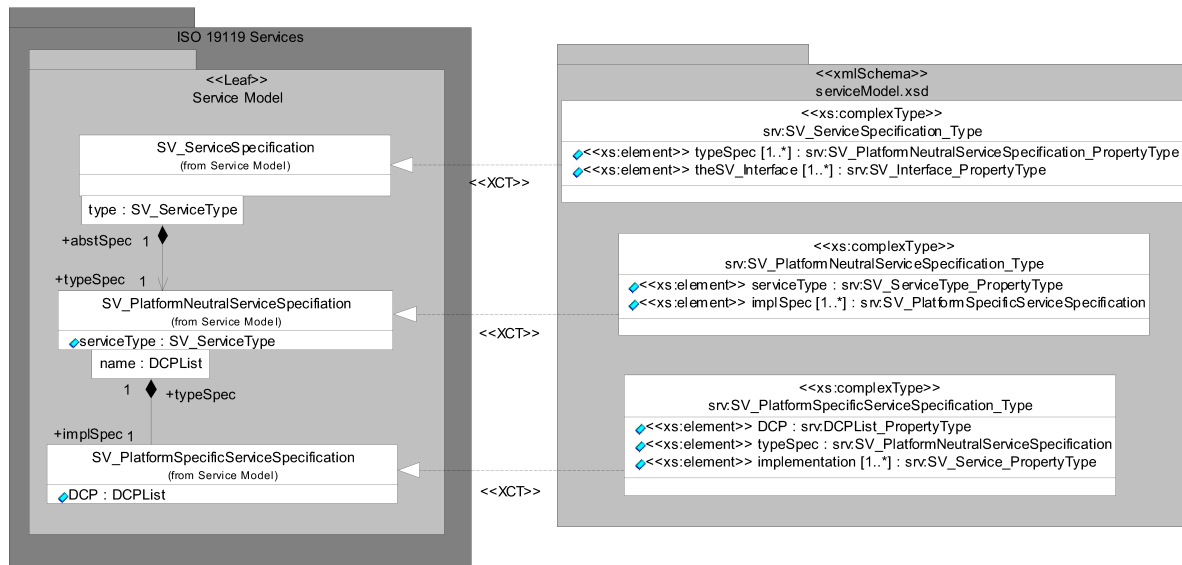 ISO 19119 Services
<<Leaf>>
Service Model
SV_ServiceSpecification
(from Service Model)
type : SV_ServiceType
+abstSpec 1
+typeSpec 1
SV_PlatformNeutralServiceSpecifiation
(from Service Model)
serviceType : SV_ServiceType
name : DCPList
1
+typeSpec
+implSpec 1
SV_PlatformSpecificServiceSpecification
(from Service Model)
DCP : DCPList
<<XCT>>
<<XCT>>
<<XCT>>
<<xmlSchema>>
serviceModel.xsd
<<xs:complexType>>
srv:SV_ServiceSpecification_Type
<<xs:element>> typeSpec [1..*] : srv:SV_PlatformNeutralServiceSpecification_PropertyType
<<xs:element>> theSV_Interface [1..*] : srv:SV_Interface_PropertyType
<<xs:complexType>>
srv:SV_PlatformNeutralServiceSpecification_Type
<<xs:element>> serviceType : srv:SV_ServiceType_PropertyType
<<xs:element>> implSpec [1..*] : srv:SV_PlatformSpecificServiceSpecification
<<xs:complexType>>
srv:SV_PlatformSpecificServiceSpecification_Type
<<xs:element>> DCP : srv:DCPList_PropertyType
<<xs:element>> typeSpec : srv:SV_PlatformNeutralServiceSpecification
<<xs:element>> implementation [1..*] : srv:SV_Service_PropertyType